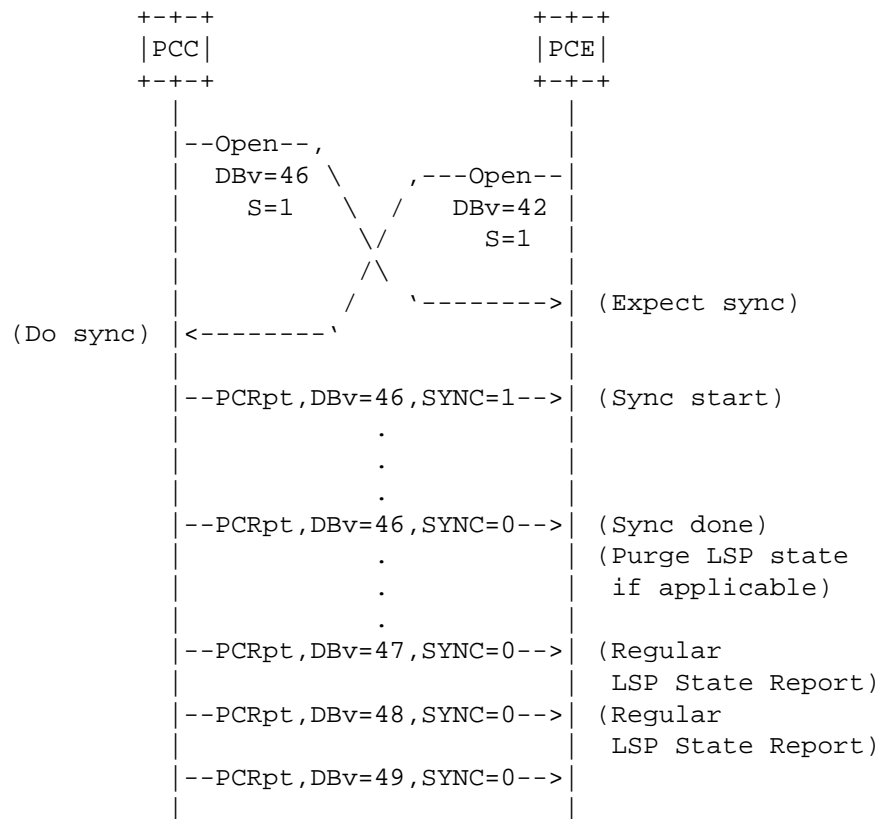 +-+-+                    +-+-+
|PCC|                    |PCE|
+-+-+                    +-+-+
|                        |
|--Open--,               |
|  DBv=46 \    ,---Open--|
|    S=1   \  /   DBv=42 |
|           \/      S=1  |
|           /\           |
|          /  `--------->| (Expect sync)
(Do sync) |<--------`              |
|                        |
|--PCRpt,DBv=46,SYNC=1-->| (Sync start)
|            .           |
|            .           |
|            .           |
|--PCRpt,DBv=46,SYNC=0-->| (Sync done)
|            .           | (Purge LSP state
|            .           |  if applicable)
|            .           |
|--PCRpt,DBv=47,SYNC=0-->| (Regular
|                        |  LSP State Report)
|--PCRpt,DBv=48,SYNC=0-->| (Regular
|                        |  LSP State Report)
|--PCRpt,DBv=49,SYNC=0-->|
|                        |